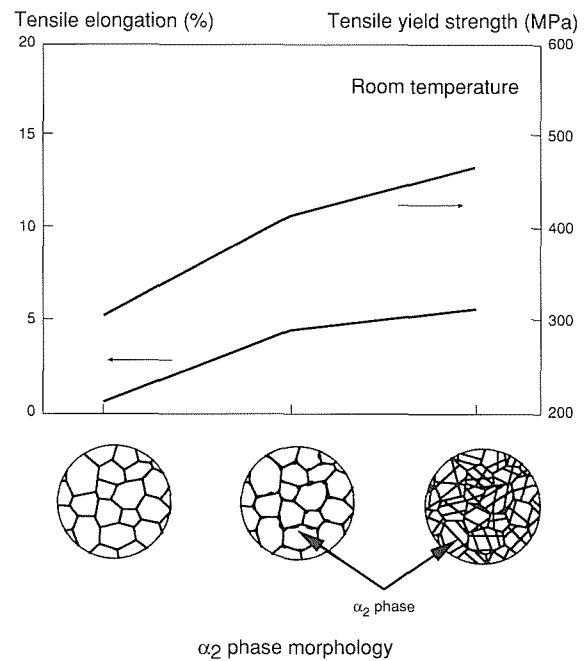 Tensile elongation (%)
Tensile yield strength (MPa)
20
15
10
5
0
600
500
400
300
200
Room temperature
α2 phase
α2 phase morphology